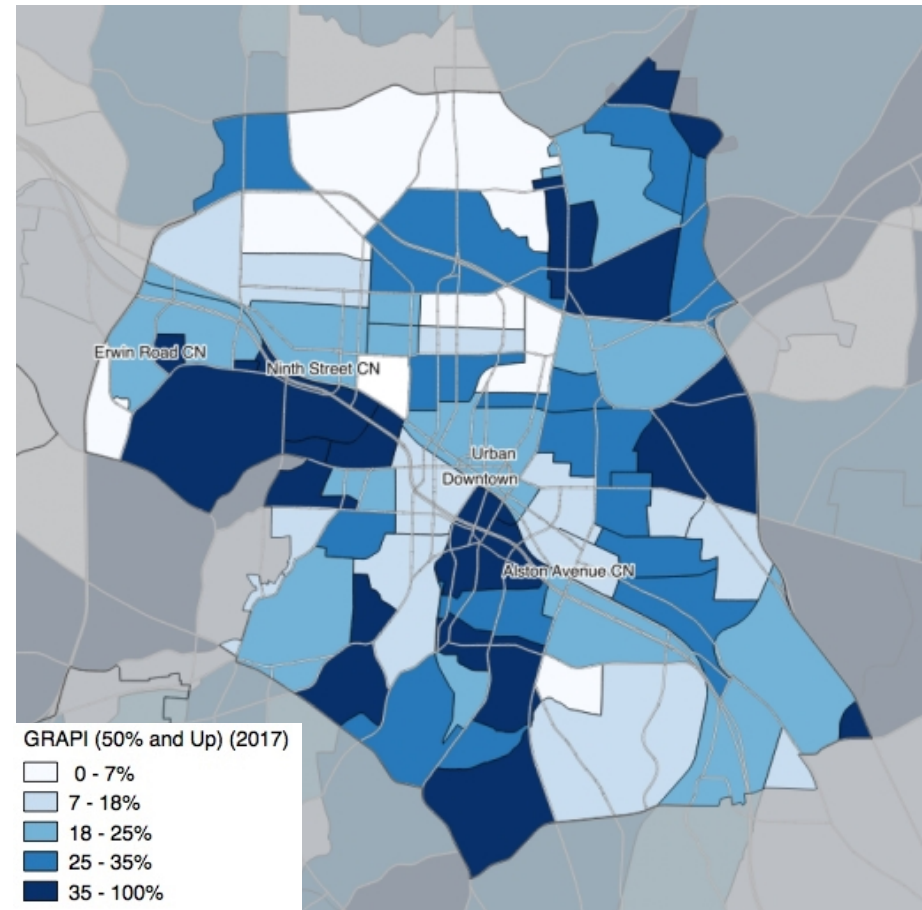 Erwin Road CN
Ninth Street CN
Urban
Downtown
Alston Avenue CN
GRAPI (50% and Up) (2017)
0 - 7%
7 - 18%
18 - 25%
25 - 35%
35 - 100%